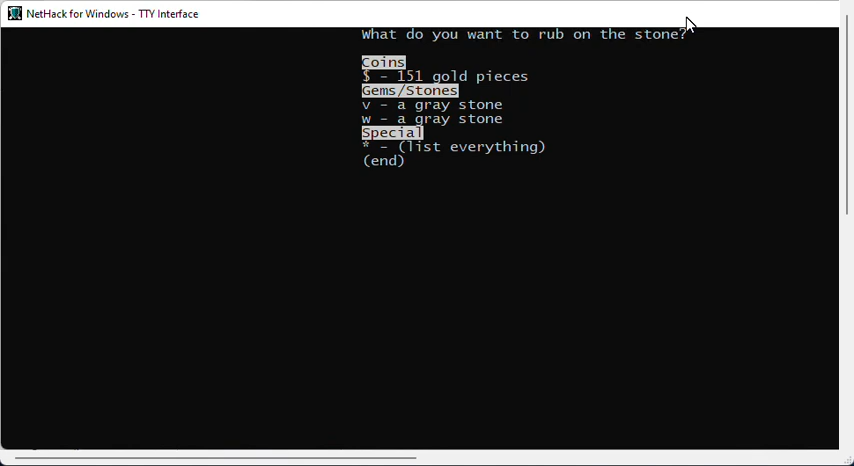 NetHack for Windows - TTY Interface
What do you want to rub on the stone?
Coins
$ - 151 gold pieces
Gems/Stones
v - a gray stone
w - a gray stone
Special
* - (list everything)
(end)